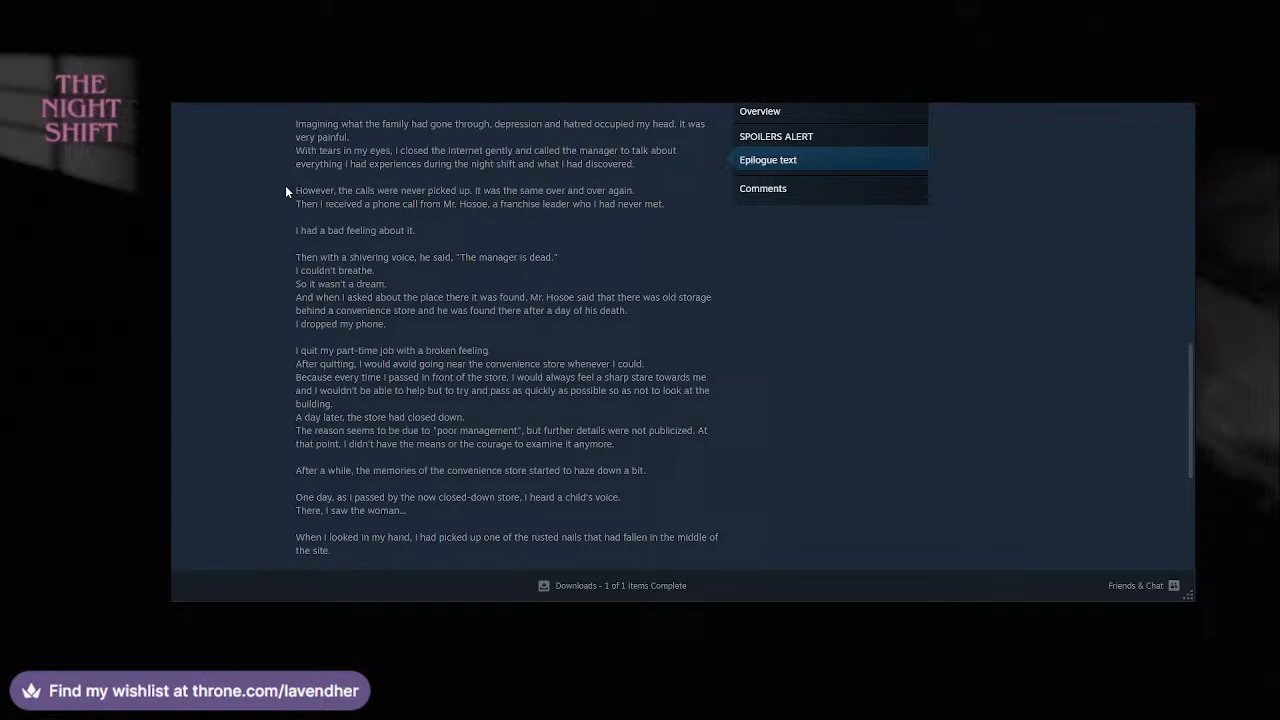 THE
NIGHT
SHIFT
Imagining what the family had gone through, depression and hatred occupied my head. It was
very painful.
With tears in my eyes, I closed the Internet gently and called the manager to talk about
everything I had experiences during the night shift and what I had discovered.
However, the calls were never picked up. It was the same over and over again.
Then I received a phone call from Mr. Hosoe, a franchise leader who I had never met.
I had a bad feeling about it.
Then with a shivering voice, he said, "The manager is dead."
I couldn't breathe.
So it wasn't a dream.
And when I asked about the place there it was found, Mr. Hosoe said that there was old storage
behind a convenience store and he was found there after a day of his death.
I dropped my phone.
I quit my part-time job with a broken feeling.
After quitting, I would avoid going near the convenience store whenever I could.
Because every time I passed in front of the store, I would always feel a sharp stare towards me
and I wouldn't be able to help but to try and pass as quickly as possible so as not to look at the
building.
A day later, the store had closed down.
The reason seems to be due to "poor management", but further details were not publicized. At
that point, I didn't have the means or the courage to examine it anymore.
After a while, the memories of the convenience store started to haze down a bit.
One day, as I passed by the now closed-down store, I heard a child's voice.
There, I saw the woman...
When I looked in my hand, I had picked up one of the rusted nails that had fallen in the middle of
the site.
Overview
SPOILERS ALERT
Epilogue text
Comments
Downloads - 1 of 1 Items Complete
Friends & Chat
Find my wishlist at throne.com/lavendher